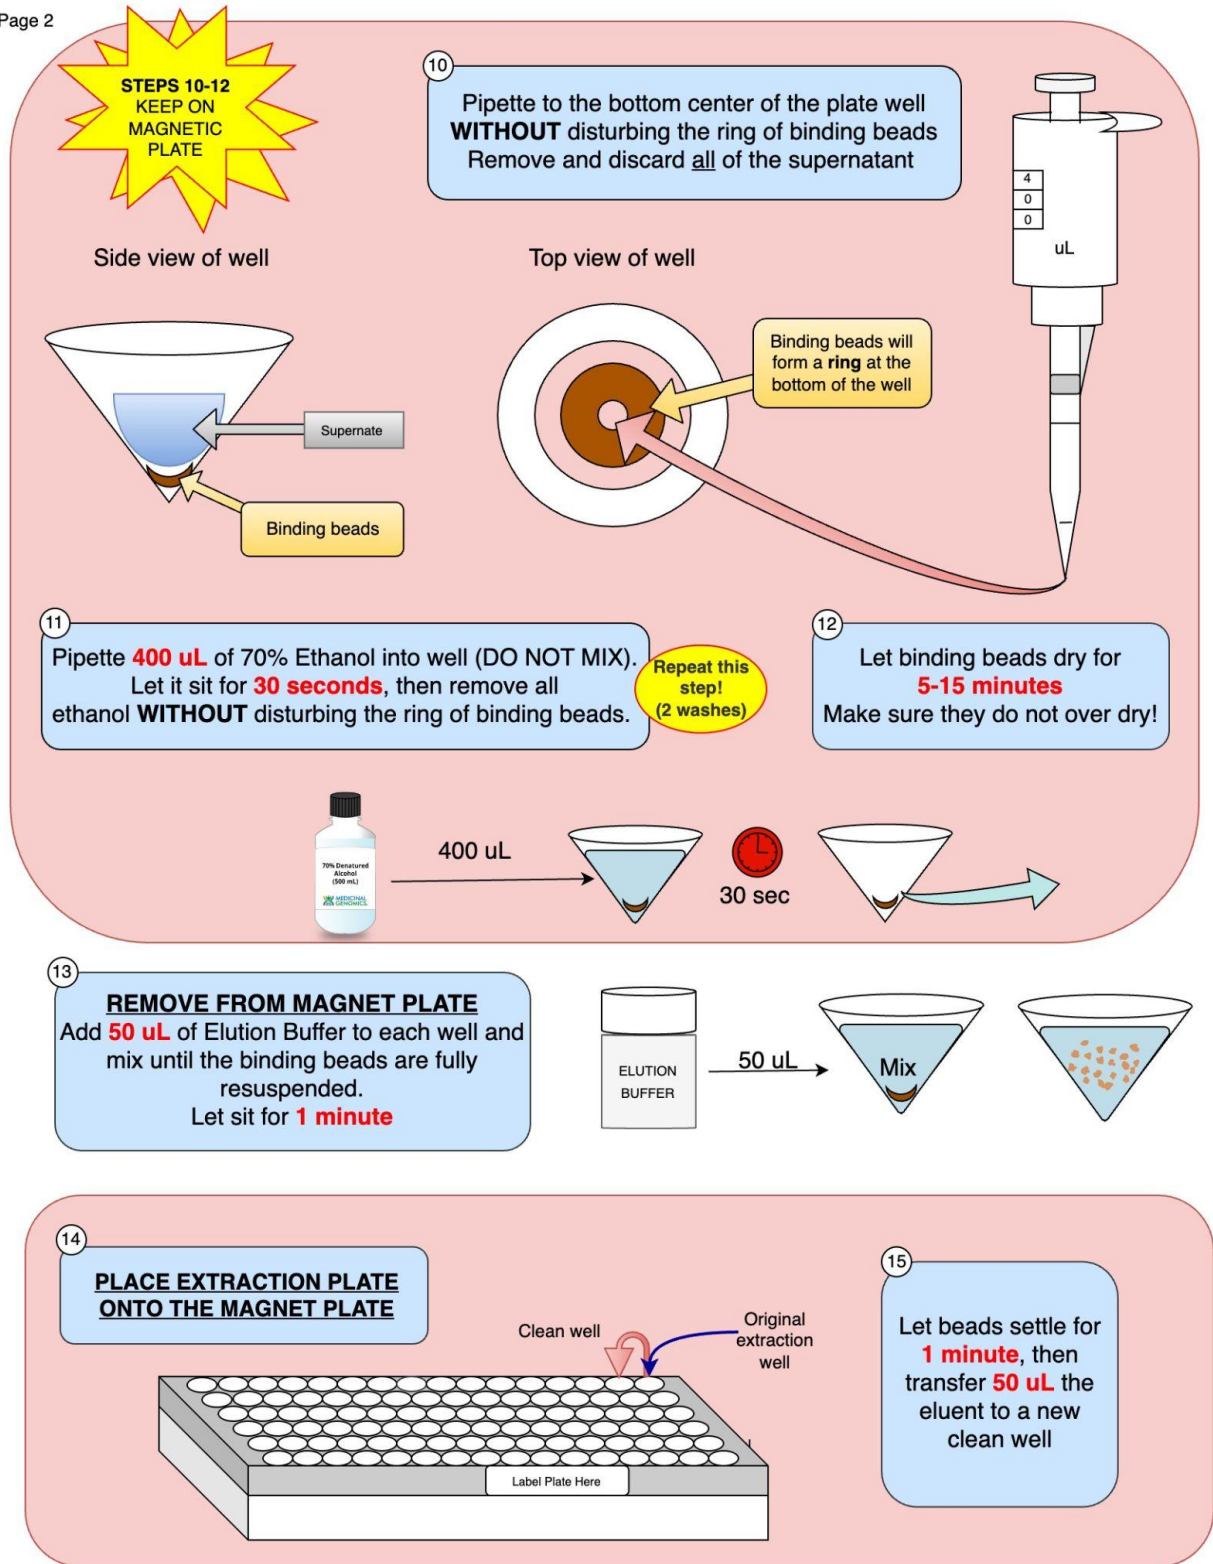 Page 2
STEPS 10-12
KEEP ON
MAGNETIC
PLATE
10
Pipette to the bottom center of the plate well
WITHOUT disturbing the ring of binding beads
Remove and discard all of the supernatant
4
0
0
uL
Side view of well
Top view of well
Supernate
Binding beads
Binding beads will
form a ring at the
bottom of the well
11
Pipette 400 uL of 70% Ethanol into well (DO NOT MIX).
Let it sit for 30 seconds, then remove all
ethanol WITHOUT disturbing the ring of binding beads.
Repeat this
step!
(2 washes)
12
Let binding beads dry for
5-15 minutes
Make sure they do not over dry!
70% Denatured
Alcohol
(500 mL)
MEDICINAL
GENOMICS
400 uL
30 sec
13
REMOVE FROM MAGNET PLATE
Add 50 uL of Elution Buffer to each well and
mix until the binding beads are fully
resuspended.
Let sit for 1 minute
ELUTION
BUFFER
50 uL
Mix
14
PLACE EXTRACTION PLATE
ONTO THE MAGNET PLATE
Clean well
Original
extraction
well
Label Plate Here
15
Let beads settle for
1 minute, then
transfer 50 uL the
eluent to a new
clean well